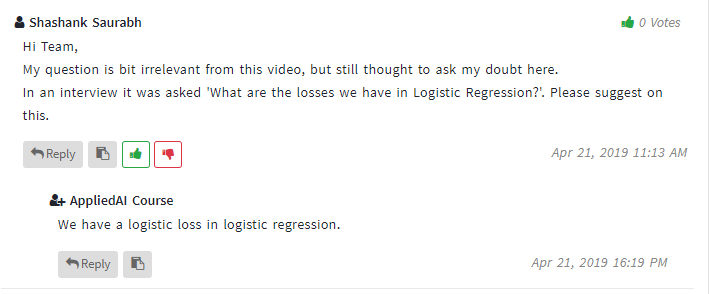 Shashank Saurabh
0 Votes
Hi Team,
My question is bit irrelevant from this video, but still thought to ask my doubt here.
In an interview it was asked 'What are the losses we have in Logistic Regression?'. Please suggest on
this.
Reply
Apr 21, 2019 11:13 AM
AppliedAI Course
We have a logistic loss in logistic regression.
Reply
Apr 21, 2019 16:19 PM